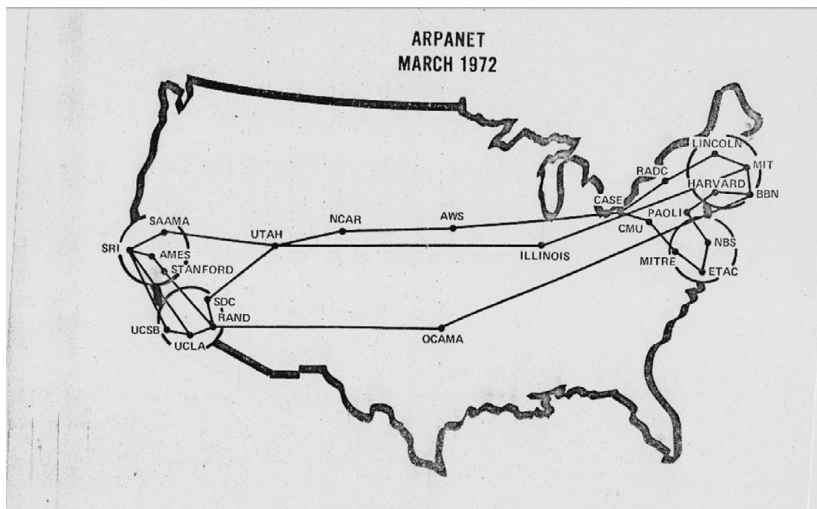 ARPANET
MARCH 1972
LINCOLN
RADC
MIT
HARVARD
CASE
BBN
PAOLI
SAAMA
NCAR
AWS
UTAH
CMU
SRI
AMES
NBS
ILLINOIS
STANFORD
MITRE
ETAC
SDC
RAND
UCSB
OCAMA
UCLA